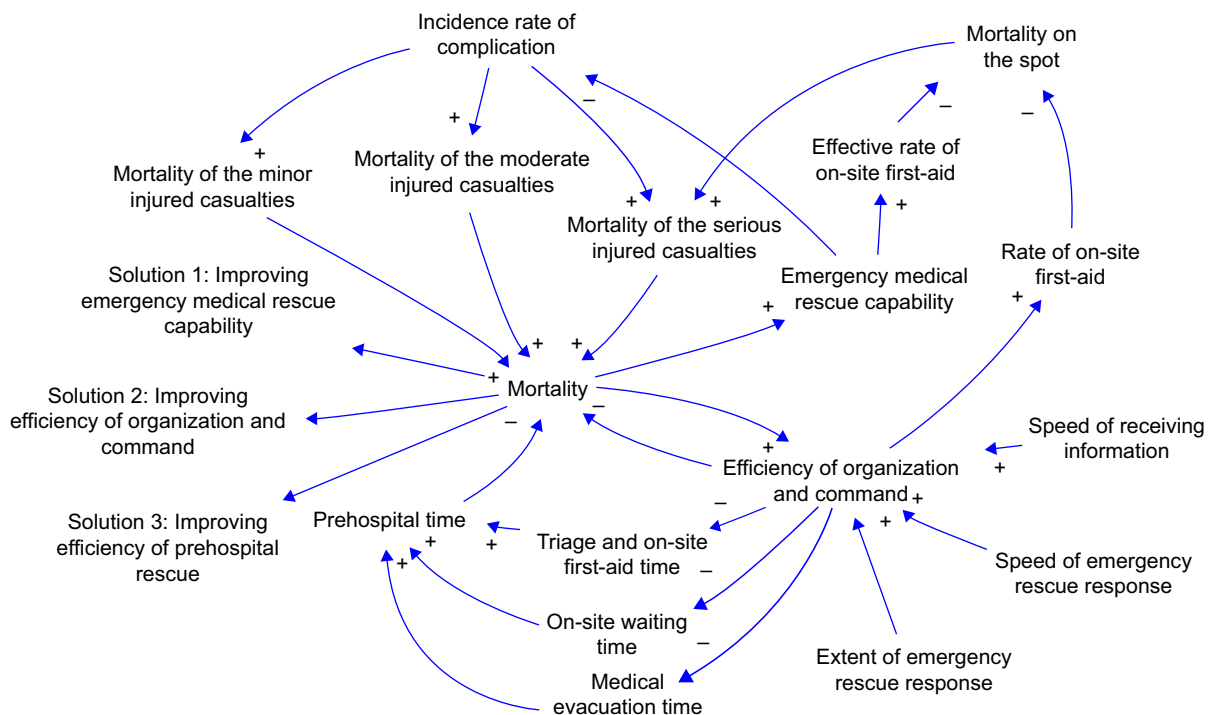 Incidence rate of
complication
Mortality on
the spot
+
–
–
–
+
Mortality of the minor
injured casualties
Mortality of the moderate
injured casualties
Effective rate of
on-site first-aid
+
+
+
Mortality of the serious
injured casualties
+
Solution 1: Improving
emergency medical rescue
capability
Emergency medical
rescue capability
Rate of on-site
first-aid
+
+
+
+
+
Mortality
–
–
Solution 2: Improving
efficiency of organization and
command
Speed of receiving
information
+
+
Efficiency of organization
and command
+
+
–
Solution 3: Improving
efficiency of prehospital
rescue
Prehospital time
+
+
+
Triage and on-site
first-aid time
–
Speed of emergency
rescue response
On-site waiting
time
–
Extent of emergency
rescue response
Medical
evacuation time